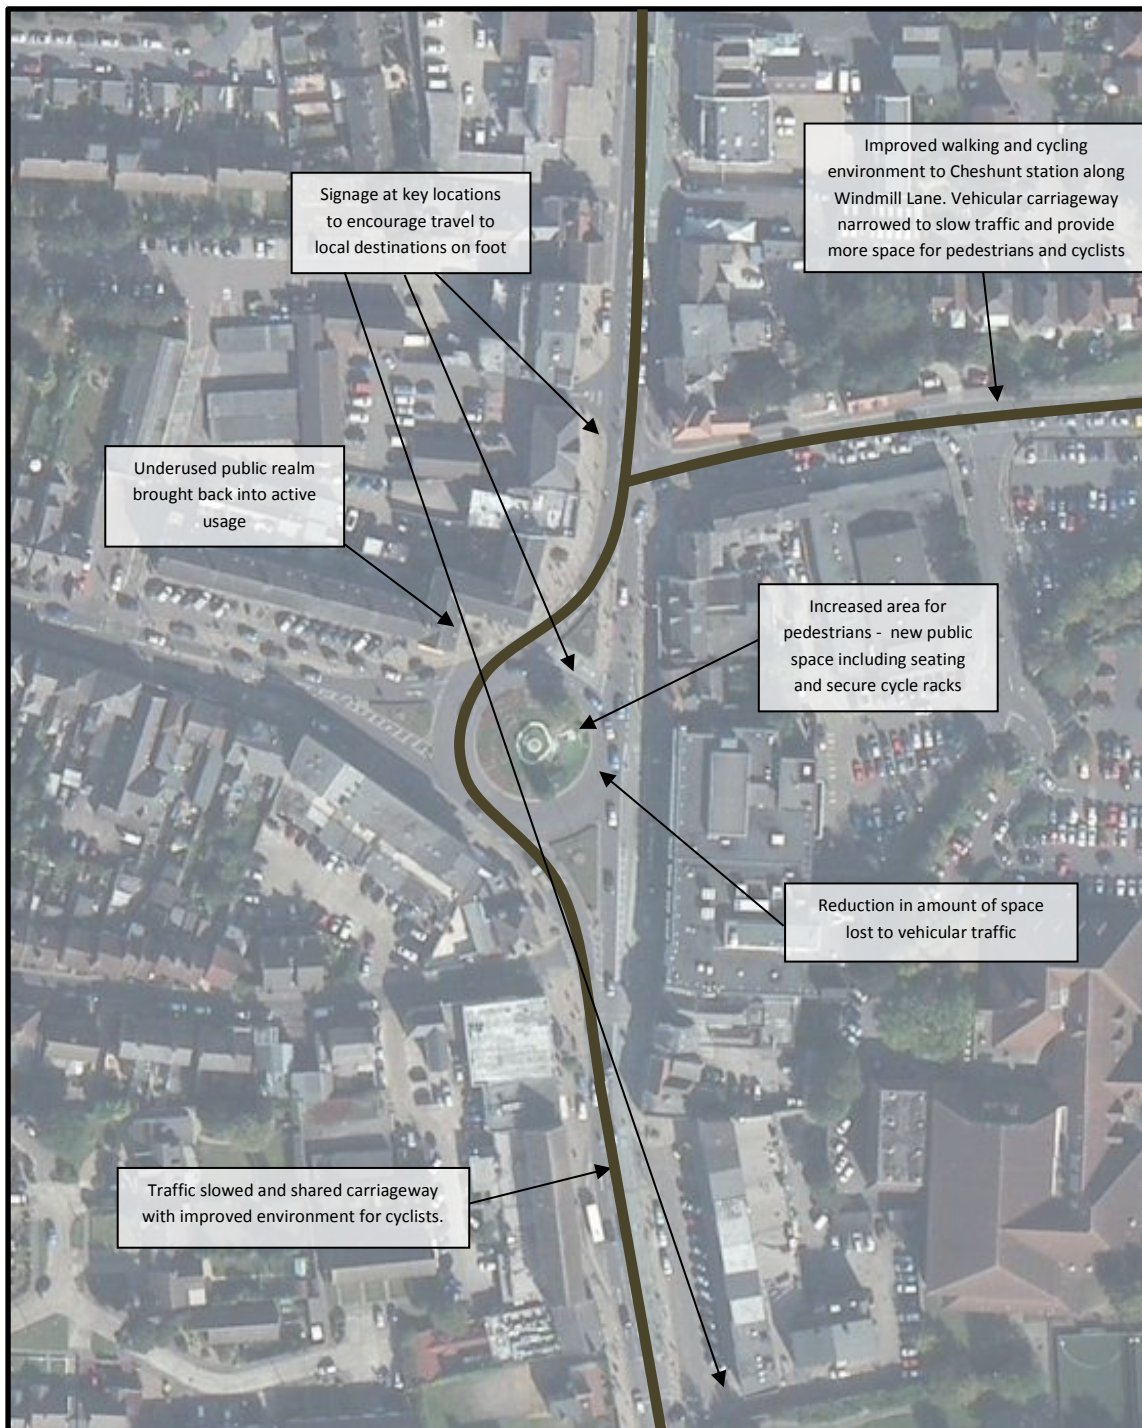 Improved walking and cycling
environment to Cheshunt station along
Windmill Lane. Vehicular carriageway
narrowed to slow traffic and provide
more space for pedestrians and cyclists
Signage at key locations
to encourage travel to
local destinations on foot
Underused public realm
brought back into active
usage
Increased area for
pedestrians - new public
space including seating
and secure cycle racks
Reduction in amount of space
lost to vehicular traffic
Traffic slowed and shared carriageway
with improved environment for cyclists.